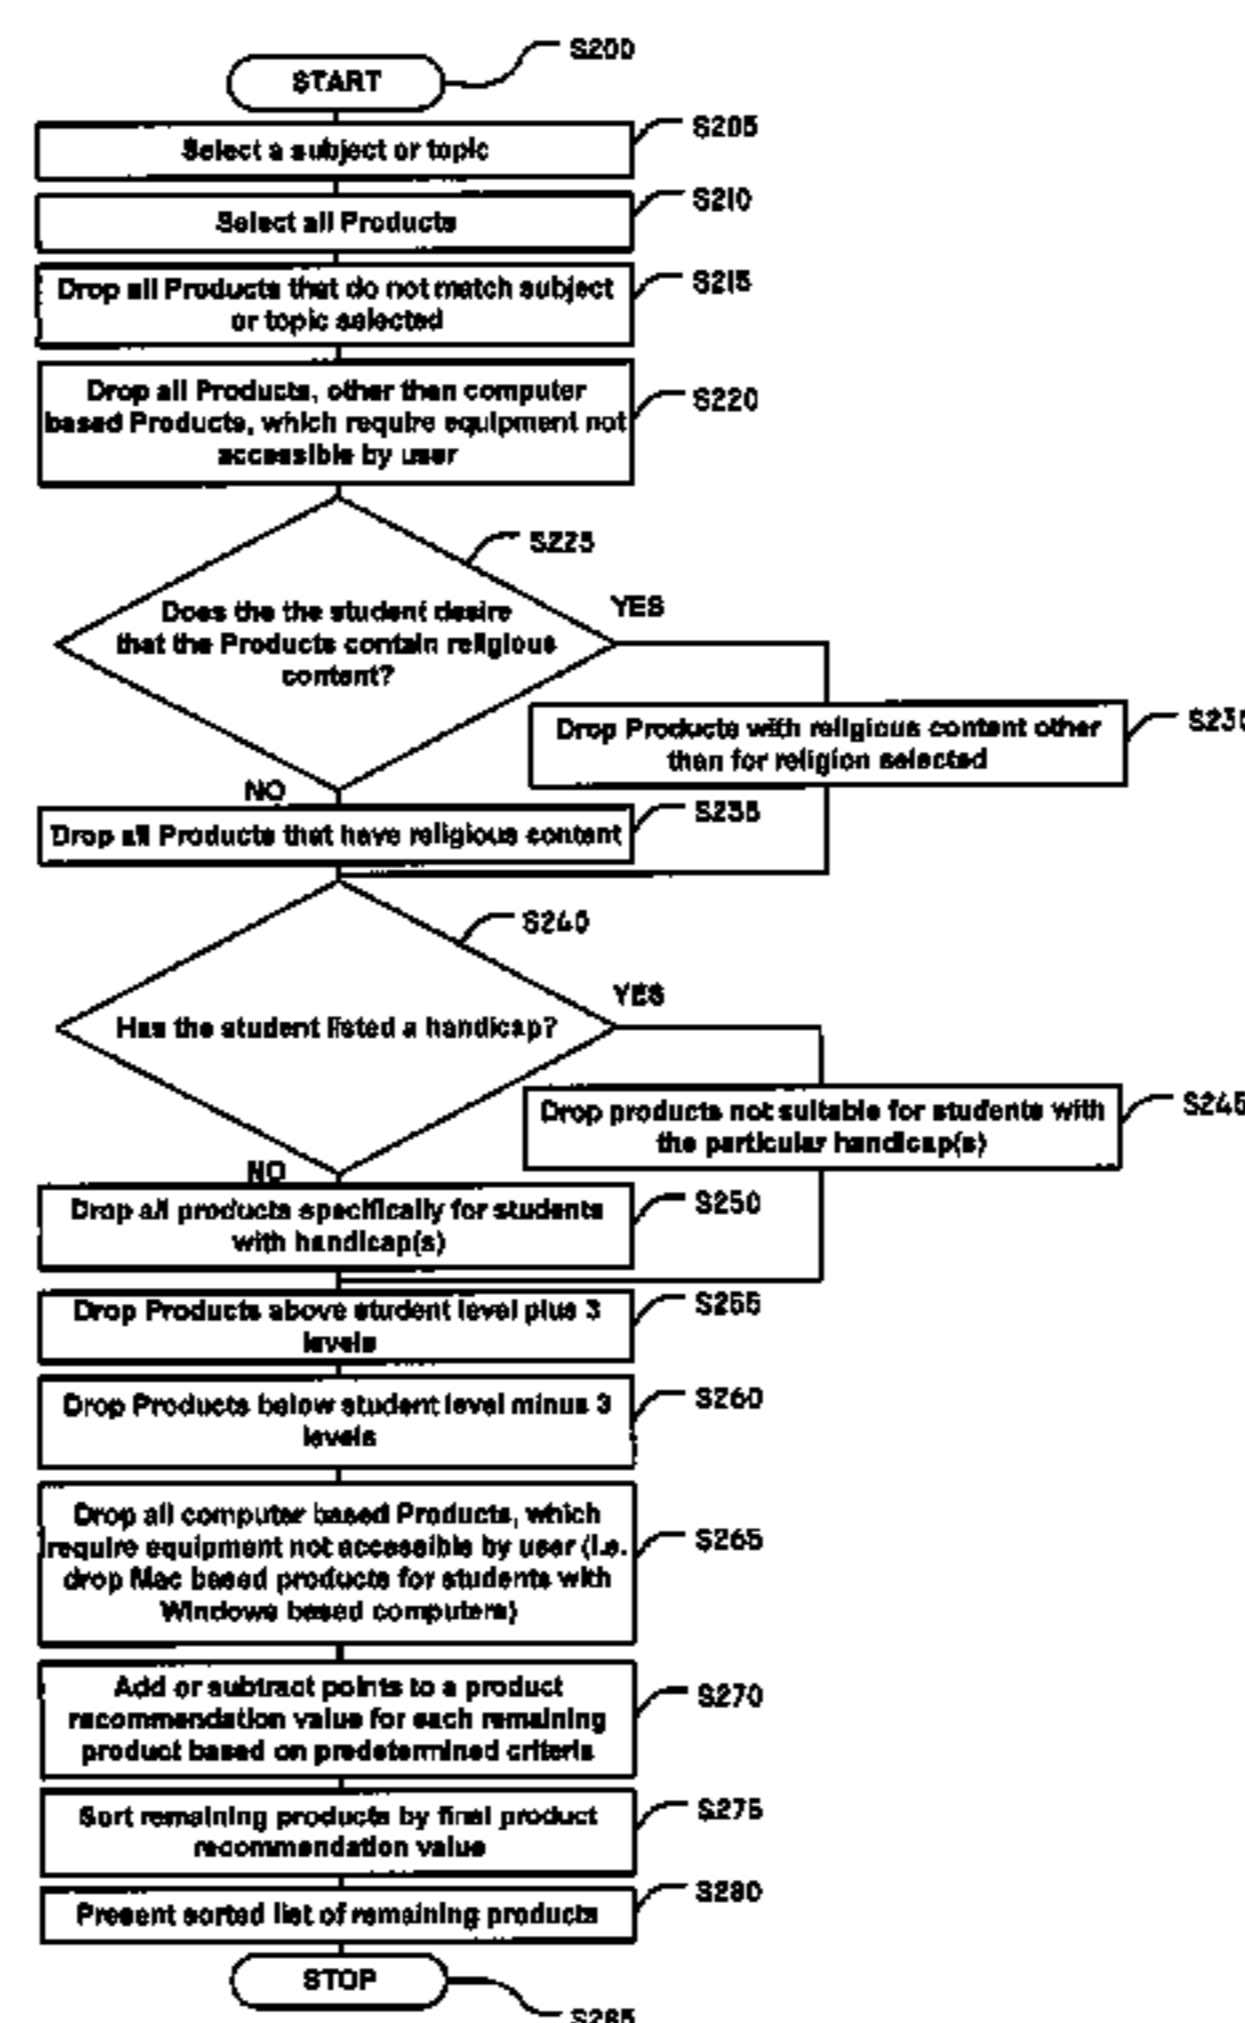 START
S200
Select a subject or topic
S205
Select all Products
S210
Drop all Products that do not match subject
or topic selected
S215
Drop all Products, other than computer
based Products, which require equipment not
accessible by user
S220
S225
Does the the student desire
that the Products contain religious
content?
YES
Drop Products with religious content other
than for religion selected
S230
NO
Drop all Products that have religious content
S235
S240
Has the student listed a handicap?
YES
Drop products not suitable for students with
the particular handicap(s)
S245
NO
Drop all products specifically for students
with handicap(s)
S250
Drop Products above student level plus 3
levels
S255
Drop Products below student level minus 3
levels
S260
Drop all computer based Products, which
require equipment not accessible by user (i.e.
drop Mac based products for students with
Windows based computers)
S265
Add or subtract points to a product
recommendation value for each remaining
product based on predetermined criteria
S270
Sort remaining products by final product
recommendation value
S275
Present sorted list of remaining products
S280
STOP
S285